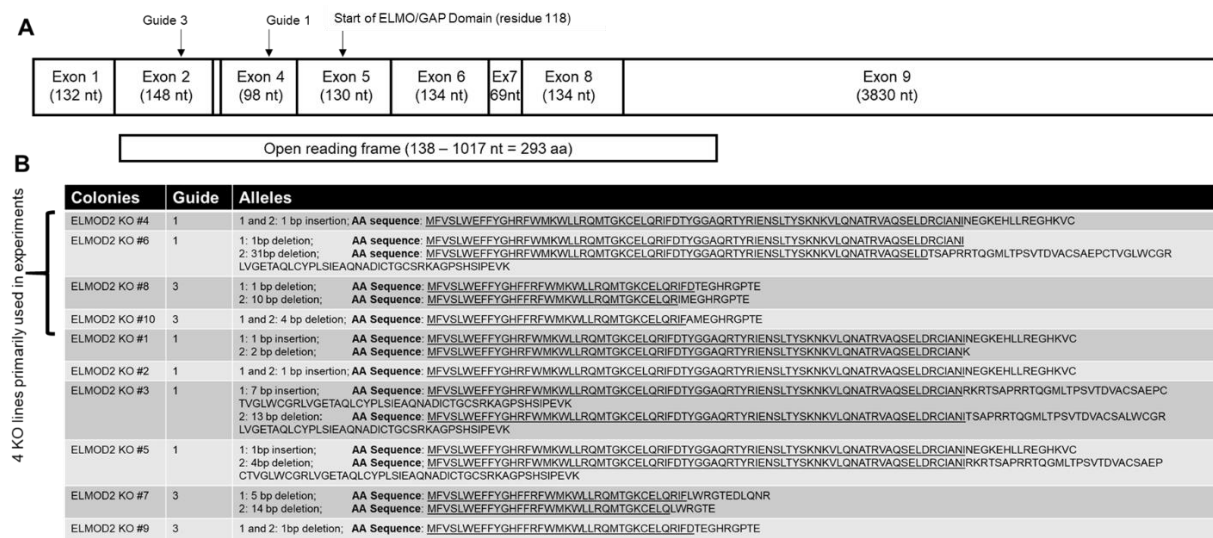 A
Guide 3
Guide 1
Start of ELMO/GAP Domain (residue 118)
Exon 1
(132 nt)
Exon 2
(148 nt)
Exon 4
(98 nt)
Exon 5
(130 nt)
Exon 6
(134 nt)
Ex7
69nt
Exon 8
(134 nt)
Exon 9
(3830 nt)
Open reading frame (138 – 1017 nt = 293 aa)
B
4 KO lines primarily used in experiments
Colonies Guide Alleles
ELMOD2 KO #4 1 1 and 2: 1 bp insertion; AA sequence: MFVSLWEFFYGHRFWMKWLLRQMTGKCELQRIFDTYGGAQRTYRIENSLTYSKNKVLQNATRVAQSELDRCIANINEGKEHLLREGHKVC
ELMOD2 KO #6 1 1: 1bp deletion; AA sequence: MFVSLWEFFYGHRFWMKWLLRQMTGKCELQRIFDTYGGAQRTYRIENSLTYSKNKVLQNATRVAQSELDRCIANI
2: 31bp deletion; AA sequence: MFVSLWEFFYGHRFWMKWLLRQMTGKCELQRIFDTYGGAQRTYRIENSLTYSKNKVLQNATRVAQSELDTSAPRRTQGMLTPSVTDVACSAEPCTVGLWCGR
LVGETAQLCYPLSIEAQNADICTGCSRKAGPSHSIPEVK
ELMOD2 KO #8 3 1: 1 bp deletion; AA Sequence: MFVSLWEFFYGHFFRFWMKWLLRQMTGKCELQRIFDTEGHRGPTE
2: 10 bp deletion; AA Sequence: MFVSLWEFFYGHFFRFWMKWLLRQMTGKCELQRIMEGHRGPTE
ELMOD2 KO #10 3 1 and 2: 4 bp deletion; AA Sequence: MFVSLWEFFYGHFFRFWMKWLLRQMTGKCELQRIFAMEGHRGPTE
ELMOD2 KO #1 1 1: 1 bp insertion; AA Sequence: MFVSLWEFFYGHRFWMKWLLRQMTGKCELQRIFDTYGGAQRTYRIENSLTYSKNKVLQNATRVAQSELDRCIANINEGKEHLLREGHKVC
2: 2 bp deletion; AA Sequence: MFVSLWEFFYGHRFWMKWLLRQMTGKCELQRIFDTYGGAQRTYRIENSLTYSKNKVLQNATRVAQSELDRCIANK
ELMOD2 KO #2 1 1 and 2: 1 bp insertion; AA Sequence: MFVSLWEFFYGHRFWMKWLLRQMTGKCELQRIFDTYGGAQRTYRIENSLTYSKNKVLQNATRVAQSELDRCIANINEGKEHLLREGHKVC
ELMOD2 KO #3 1 1: 7 bp insertion; AA Sequence: MFVSLWEFFYGHRFWMKWLLRQMTGKCELQRIFDTYGGAQRTYRIENSLTYSKNKVLQNATRVAQSELDRCIANRKRTSAPRRTQGMLTPSVTDVACSAEPC
TVGLWCGRLVGETAQLCYPLSIEAQNADICTGCSRKAGPSHSIPEVK
2: 13 bp deletion: AA Sequence: MFVSLWEFFYGHRFWMKWLLRQMTGKCELQRIFDTYGGAQRTYRIENSLTYSKNKVLQNATRVAQSELDRCIANITSAPRRTQGMLTPSVTDVACSALWCGR
LVGETAQLCYPLSIEAQNADICTGCSRKAGPSHSIPEVK
ELMOD2 KO #5 1 1: 1bp insertion; AA Sequence: MFVSLWEFFYGHRFWMKWLLRQMTGKCELQRIFDTYGGAQRTYRIENSLTYSKNKVLQNATRVAQSELDRCIANINEGKEHLLREGHKVC
2: 4bp deletion; AA Sequence: MFVSLWEFFYGHRFWMKWLLRQMTGKCELQRIFDTYGGAQRTYRIENSLTYSKNKVLQNATRVAQSELDRCIANIRKRTSAPRRTQGMLTPSVTDVACSAEP
CTVGLWCGRLVGETAQLCYPLSIEAQNADICTGCSRKAGPSHSIPEVK
ELMOD2 KO #7 3 1: 5 bp deletion; AA Sequence: MFVSLWEFFYGHFFRFWMKWLLRQMTGKCELQRIFLWRGTEDLQNR
2: 14 bp deletion; AA Sequence: MFVSLWEFFYGHFFRFWMKWLLRQMTGKCELQLWRGTE
ELMOD2 KO #9 3 1 and 2: 1bp deletion; AA Sequence: MFVSLWEFFYGHFFRFWMKWLLRQMTGKCELQRIFDTEGHRGPTE